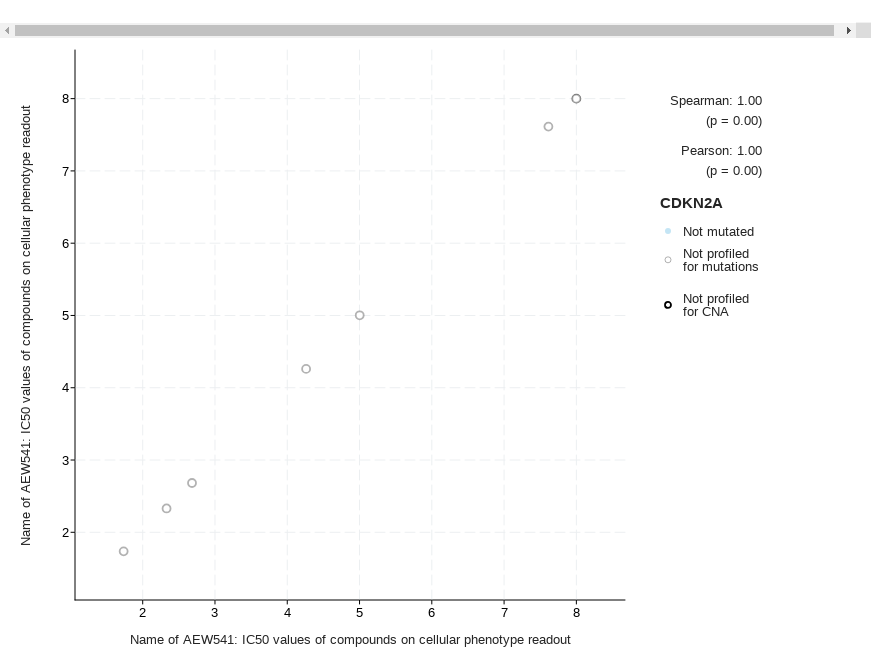 Name of AEW541: IC50 values of compounds on cellular phenotype readout
8
7
6
5
4
3
2
2
3
4
5
6
7
8
Name of AEW541: IC50 values of compounds on cellular phenotype readout
Spearman: 1.00
(p = 0.00)
Pearson: 1.00
(p = 0.00)
CDKN2A
Not mutated
Not profiled
for mutations
Not profiled
for CNA